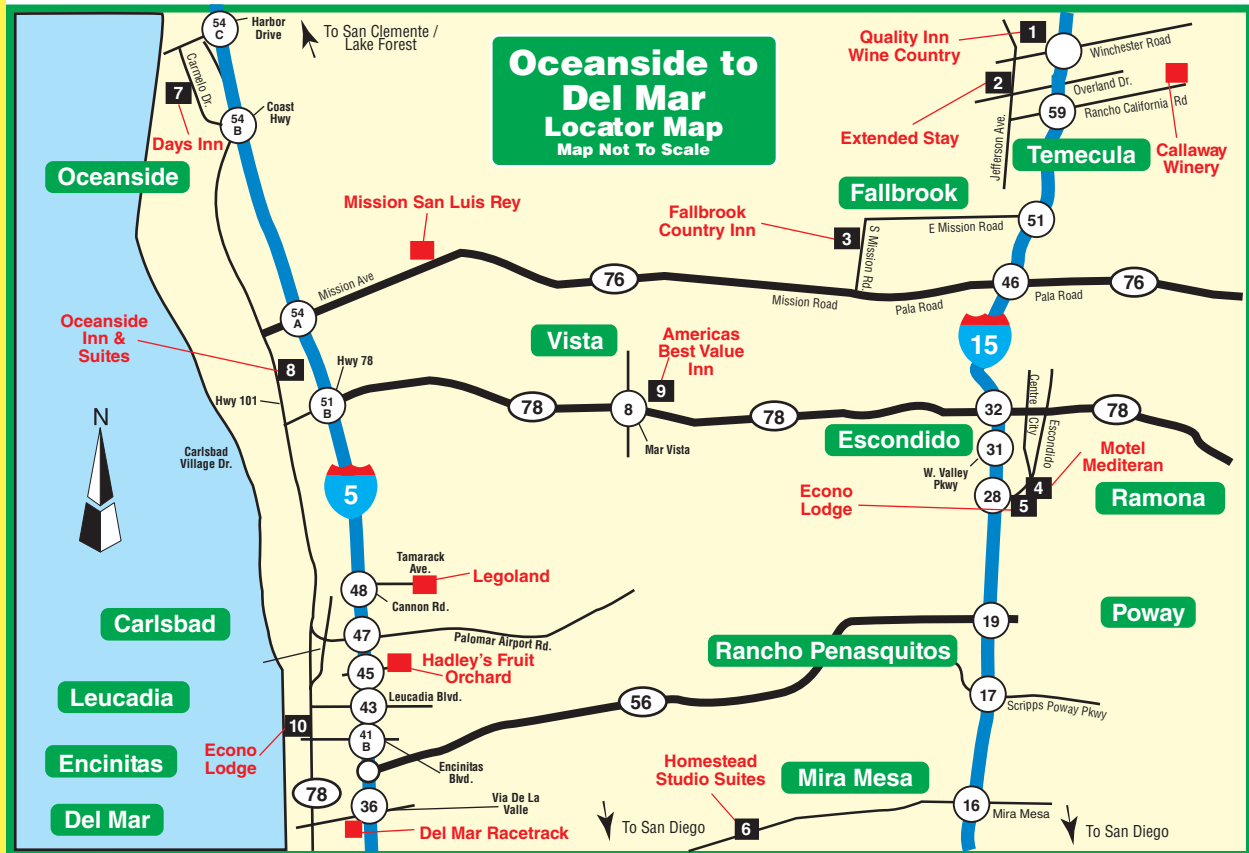 Oceanside to
Del Mar
Locator Map
Map Not To Scale
54
C
Harbor
Drive
To San Clemente /
Lake Forest
Carmelo Dr.
7
Days Inn
54
B
Coast
Hwy
Oceanside
Quality Inn
Wine Country
1
Winchester Road
2
Overland Dr.
Extended Stay
59
Rancho California Rd
Jefferson Ave.
Temecula
Callaway
Winery
Fallbrook
Mission San Luis Rey
Fallbrook
Country Inn
3
S Mission Rd.
E Mission Road
51
Mission Ave
76
Mission Road
Pala Road
46
Pala Road
76
54
A
Oceanside
Inn &
Suites
8
Vista
Americas
Best Value
Inn
9
15
Hwy 78
Hwy 101
51
B
78
8
Mar Vista
78
32
Centre City
Escondido
78
Escondido
31
W. Valley
Pkwy
Motel
Mediteran
N
Carlsbad
Village Dr.
5
Econo
Lodge
28
4
5
Ramona
Tamarack
Ave.
Legoland
48
Cannon Rd.
Carlsbad
47
Palomar Airport Rd.
Poway
19
Rancho Penasquitos
45
Hadley's Fruit
Orchard
Leucadia
43
Leucadia Blvd.
56
17
Scripps Poway Pkwy
10
Econo
Lodge
41
B
Encinitas
Blvd.
Encinitas
Homestead
Studio Suites
Mira Mesa
78
36
Via De La
Valle
Del Mar
Del Mar Racetrack
To San Diego
6
16
Mira Mesa
To San Diego